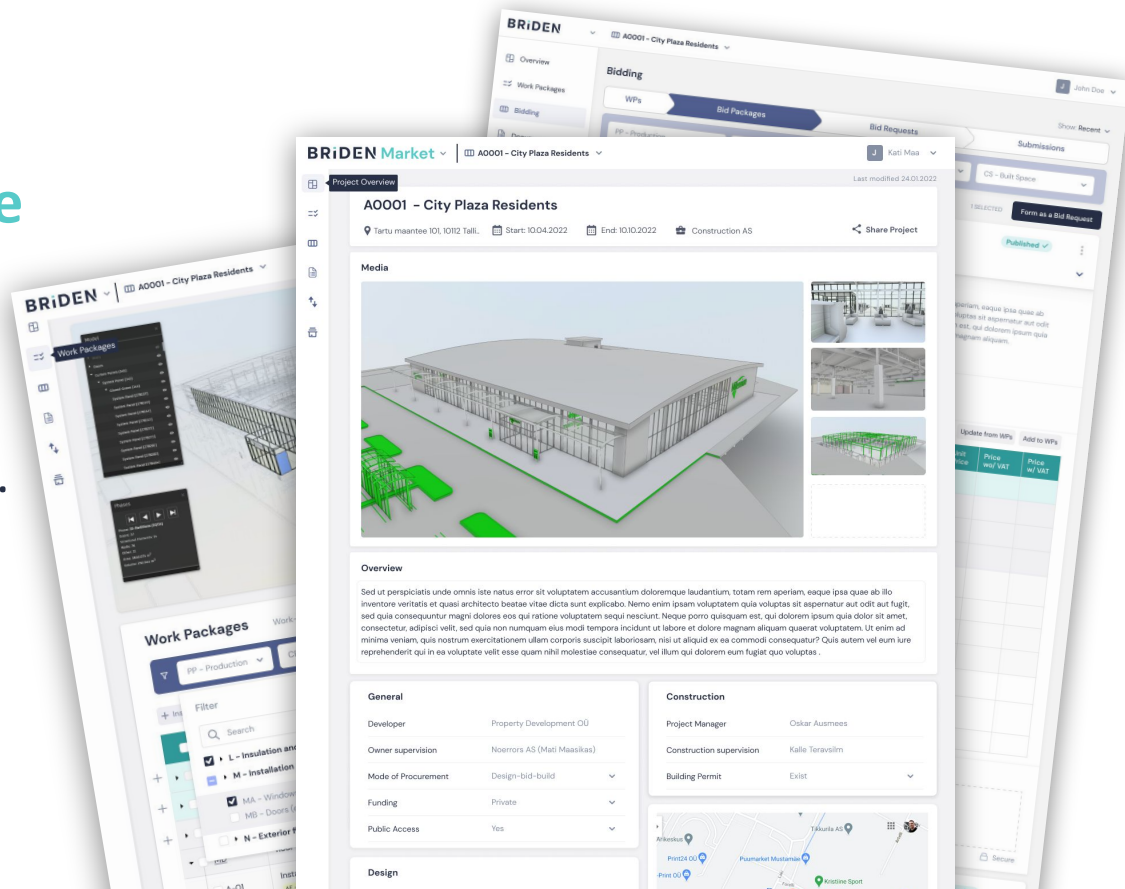 e
.
BRiDEN
A0001 - City Plaza Residents
John Doe
Overview
Work Packages
Bidding
Bidding
Show: Recent
WPs
Bid Packages
Bid Requests
Submissions
CS - Built Space
1 SELECTED
Form as a Bid Request
Published ✓
Update from WPs
Add to WPs
Price
wo/ VAT
Price
w/ VAT
Secure
BRiDEN
A0001 - City Plaza Residents
Work Packages
Work Packages
PP - Production
Filter
Search
L - Insulation and
M - Installation
MA - Window
MB - Doors
N - Exterior
BRiDEN Market
A0001 - City Plaza Residents
J
Kati Maa
Project Overview
Last modified 24.01.2022
A0001 - City Plaza Residents
Tartu maantee 101, 10112 Talli..
Start: 10.04.2022
End: 10.10.2022
Construction AS
Share Project
Media
Overview
Sed ut perspiciatis unde omnis iste natus error sit voluptatem accusantium doloremque laudantium, totam rem aperiam, eaque ipsa quae ab illo
inventore veritatis et quasi architecto beatae vitae dicta sunt explicabo. Nemo enim ipsam voluptatem quia voluptas sit aspernatur aut odit aut fugit,
sed quia consequuntur magni dolores eos qui ratione voluptatem sequi nesciunt. Neque porro quisquam est, qui dolorem ipsum quia dolor sit amet,
consectetur, adipisci velit, sed quia non numquam eius modi tempora incidunt ut labore et dolore magnam aliquam quaerat voluptatem. Ut enim ad
minima veniam, quis nostrum exercitationem ullam corporis suscipit laboriosam, nisi ut aliquid ex ea commodi consequatur? Quis autem vel eum iure
reprehenderit qui in ea voluptate velit esse quam nihil molestiae consequatur, vel illum qui dolorem eum fugiat quo voluptas .
General
Developer Property Development OÜ
Owner supervision Noerrors AS (Mati Maasikas)
Mode of Procurement Design-bid-build
Funding Private
Public Access Yes
Design
Construction
Project Manager Oskar Ausmees
Construction supervision Kalle Teravsilm
Building Permit Exist
Tikkurila AS
Print24 OÜ
Puumarket Mustamäe
Kristiine Sport